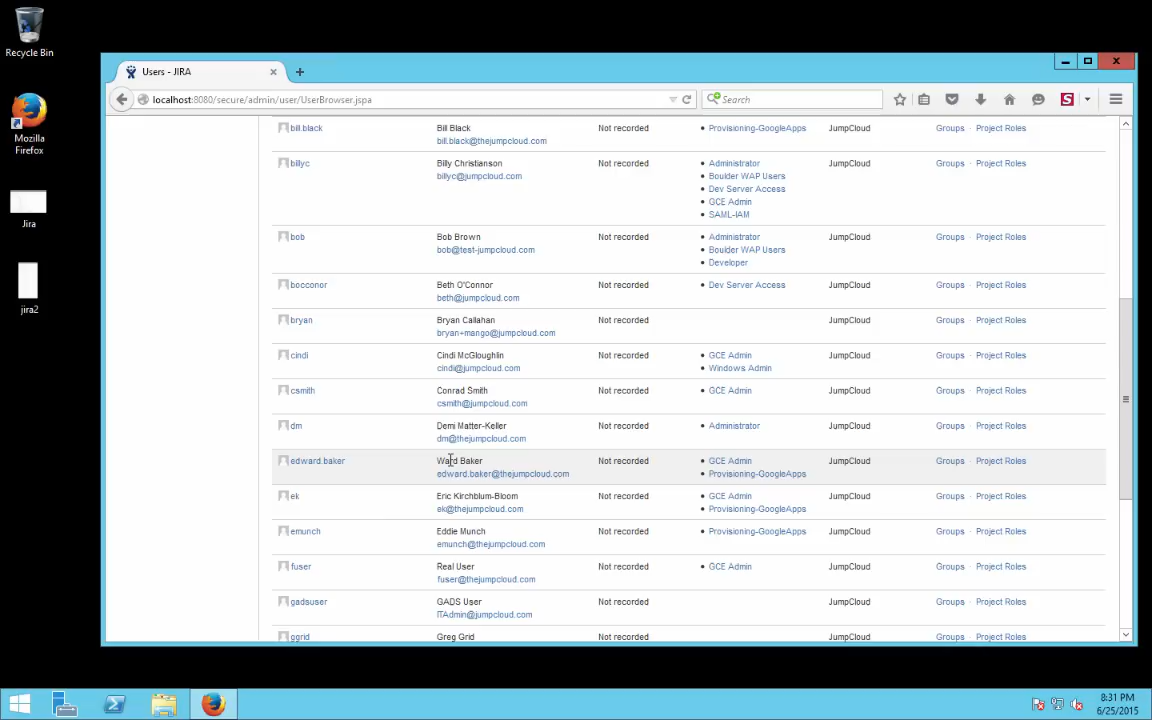 Recycle Bin
Mozilla
Firefox
Jira
jira2
Users - JIRA
localhost:8080/secure/admin/user/UserBrowser.jspa
Search
bill.black Bill Black Not recorded • Provisioning-GoogleApps JumpCloud Groups · Project Roles
bill.black@thejumpcloud.com
billyc Billy Christianson Not recorded • Administrator JumpCloud Groups · Project Roles
billyc@jumpcloud.com • Boulder WAP Users
• Dev Server Access
• GCE Admin
• SAML-IAM
bob Bob Brown Not recorded • Administrator JumpCloud Groups · Project Roles
bob@test-jumpcloud.com • Boulder WAP Users
• Developer
bocconor Beth O'Connor Not recorded • Dev Server Access JumpCloud Groups · Project Roles
beth@jumpcloud.com
bryan Bryan Callahan Not recorded JumpCloud Groups · Project Roles
bryan+mango@jumpcloud.com
cindi Cindi McGloughlin Not recorded • GCE Admin JumpCloud Groups · Project Roles
cindi@jumpcloud.com • Windows Admin
csmith Conrad Smith Not recorded • GCE Admin JumpCloud Groups · Project Roles
csmith@jumpcloud.com
dm Demi Matter-Keller Not recorded • Administrator JumpCloud Groups · Project Roles
dm@thejumpcloud.com
edward.baker Ward Baker Not recorded • GCE Admin JumpCloud Groups · Project Roles
edward.baker@thejumpcloud.com • Provisioning-GoogleApps
ek Eric Kirchblum-Bloom Not recorded • GCE Admin JumpCloud Groups · Project Roles
ek@thejumpcloud.com • Provisioning-GoogleApps
emunch Eddie Munch Not recorded • Provisioning-GoogleApps JumpCloud Groups · Project Roles
emunch@thejumpcloud.com
fuser Real User Not recorded • GCE Admin JumpCloud Groups · Project Roles
fuser@thejumpcloud.com
gadsuser GADS User Not recorded JumpCloud Groups · Project Roles
ITAdmin@jumpcloud.com
ggrid Greg Grid Not recorded JumpCloud Groups · Project Roles
8:31 PM
6/25/2015